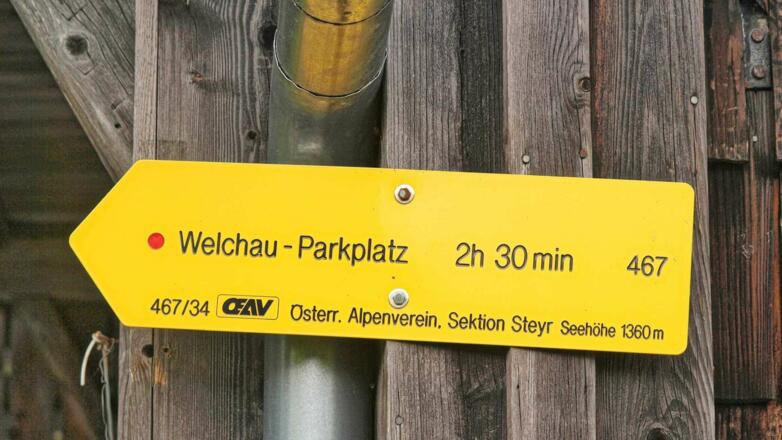 Welchau - Parkplatz 2h 30 min 467
467/34 OEAV Österr. Alpenverein, Sektion Steyr Seehöhe 1360 m